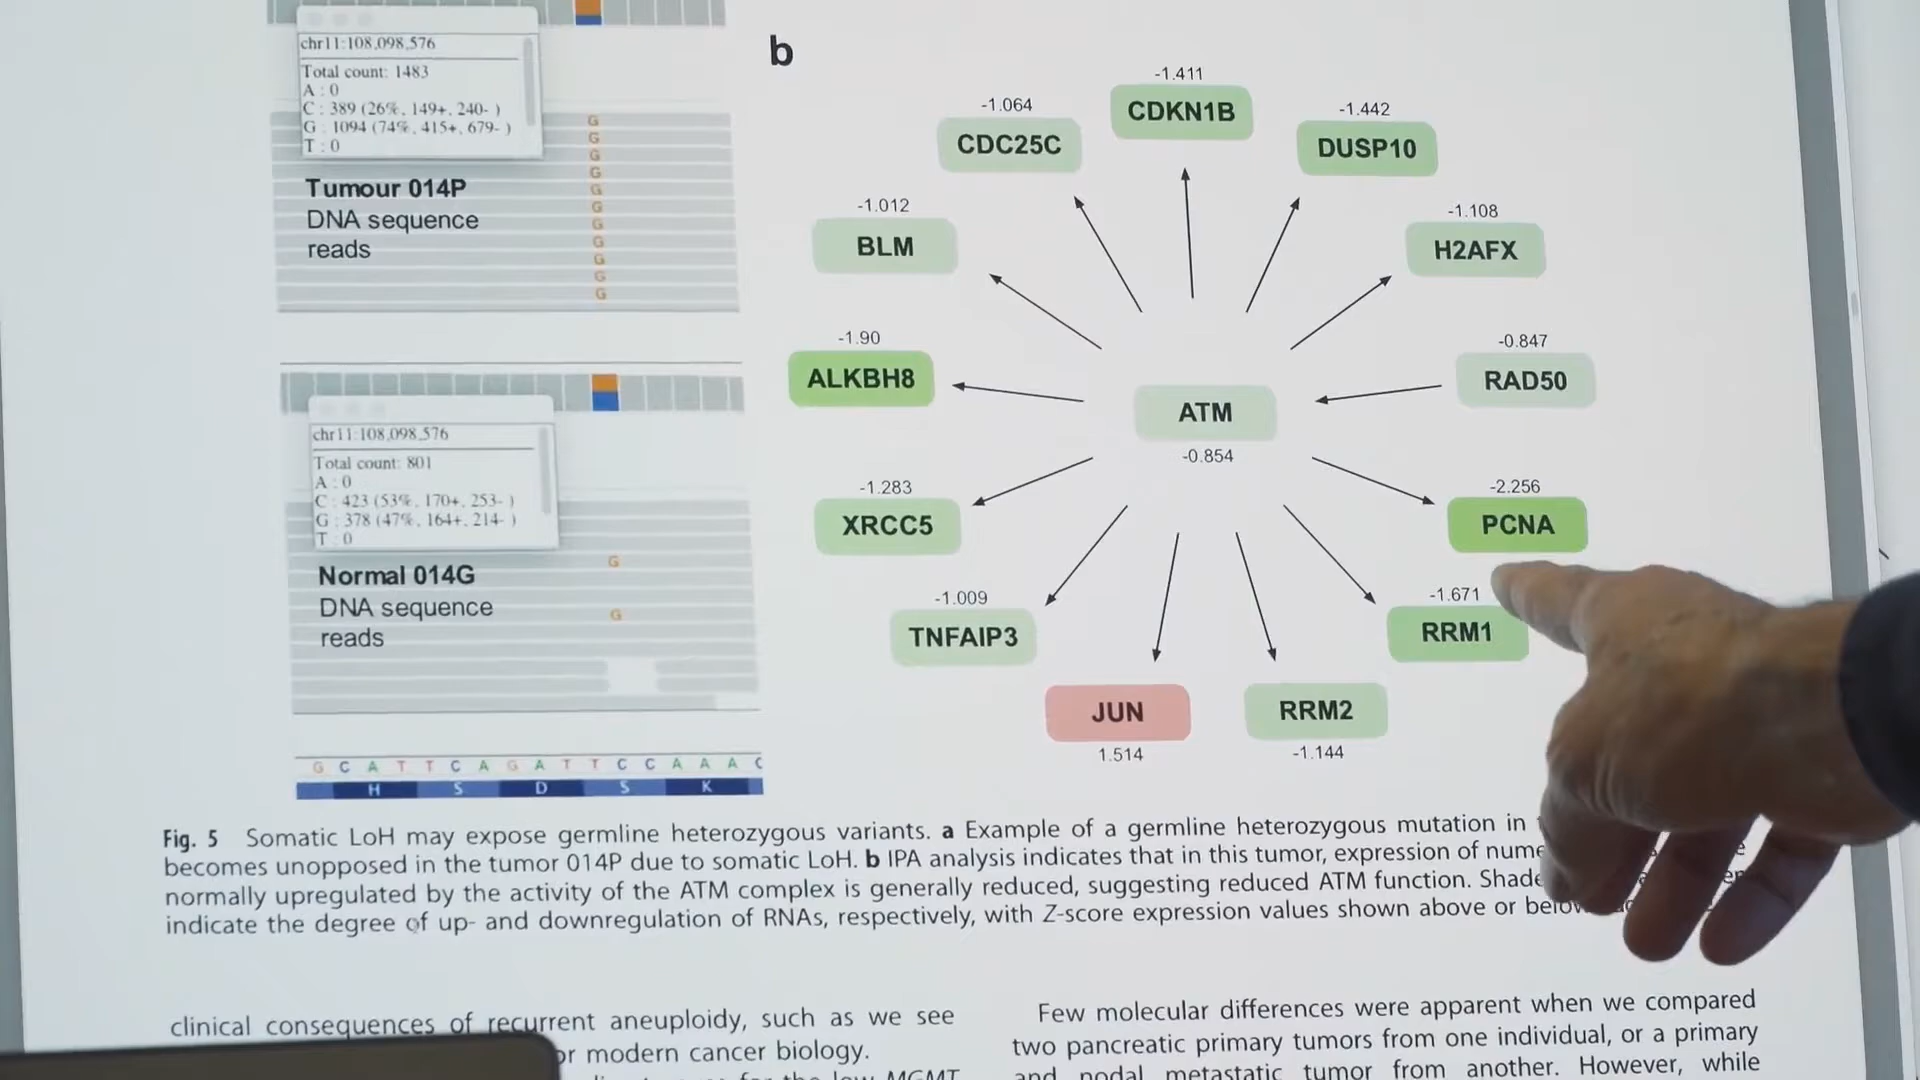 chr11:108,098,576
Total count: 1483
A : 0
C : 389 (26%, 149+, 240- )
G : 1094 (74%, 415+, 679- )
T : 0
G
G
G
G
G
G
G
G
G
G
G
Tumour 014P
DNA sequence
reads
chr11:108,098,576
Total count: 801
A : 0
C : 423 (53%, 170+, 253- )
G : 378 (47%, 164+, 214- )
T : 0
G
G
Normal 014G
DNA sequence
reads
G C A T T C A G A T T C C A A A C
H S D S K
b
-1.411
CDKN1B
-1.064
CDC25C
-1.442
DUSP10
-1.012
BLM
-1.108
H2AFX
-1.90
ALKBH8
-0.847
RAD50
ATM
-0.854
-1.283
XRCC5
-2.256
PCNA
-1.009
TNFAIP3
-1.671
RRM1
JUN
1.514
RRM2
-1.144
Fig. 5 Somatic LoH may expose germline heterozygous variants. a Example of a germline heterozygous mutation in
becomes unopposed in the tumor 014P due to somatic LoH. b IPA analysis indicates that in this tumor, expression of
normally upregulated by the activity of the ATM complex is generally reduced, suggesting reduced ATM function.
indicate the degree of up- and downregulation of RNAs, respectively, with Z-score expression values shown above or
clinical consequences of recurrent aneuploidy, such as we see
or modern cancer biology.
for the low MGMT
Few molecular differences were apparent when we compared
two pancreatic primary tumors from one individual, or a primary
and nodal metastatic tumor from another. However, while